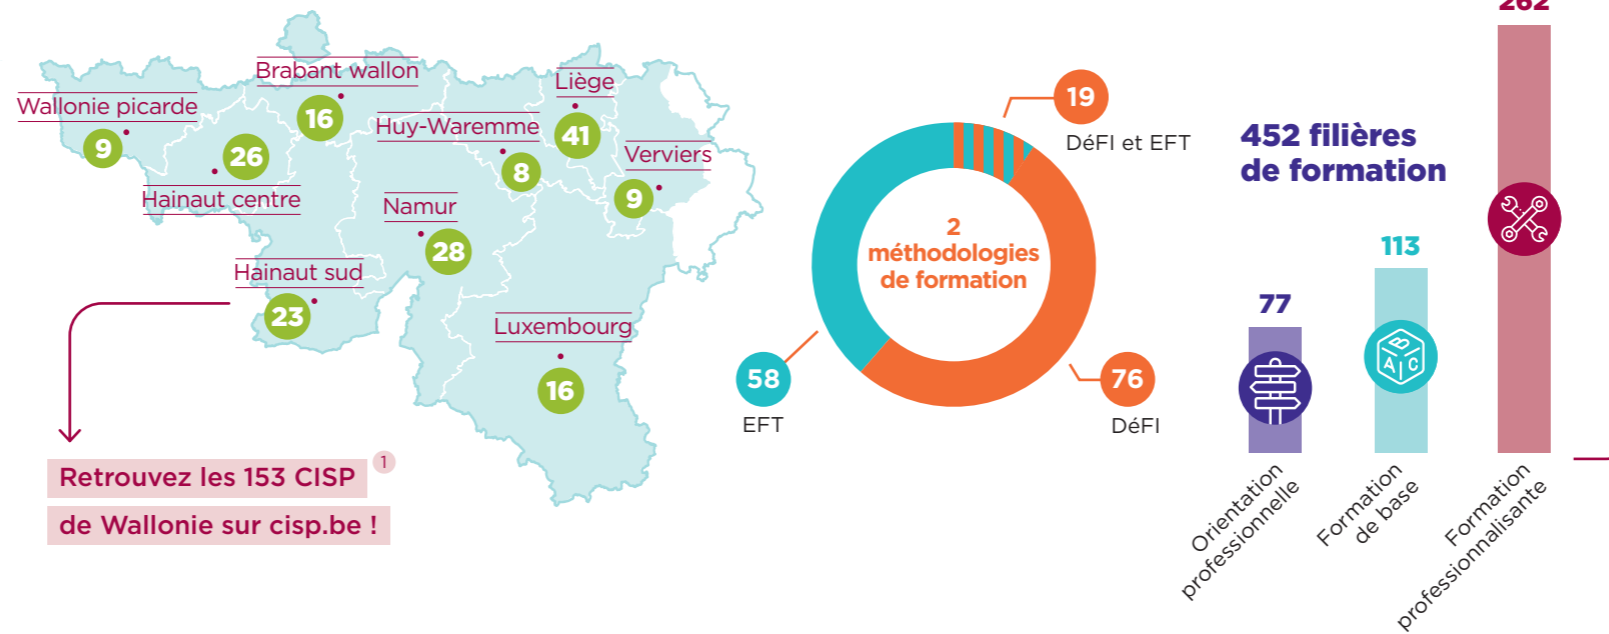 Brabant wallon
16
Wallonie picarde
9
Hainaut centre
26
Huy-Waremme
8
Liège
41
Verviers
9
Namur
28
Hainaut sud
23
Luxembourg
16
Retrouvez les 153 CISP 1
de Wallonie sur cisp.be !
2
méthodologies
de formation
19
DéFI et EFT
58
EFT
76
DéFI
452 filières
de formation
77
Orientation
professionnelle
113
A B C
Formation
de base
262
Formation
professionnalisante